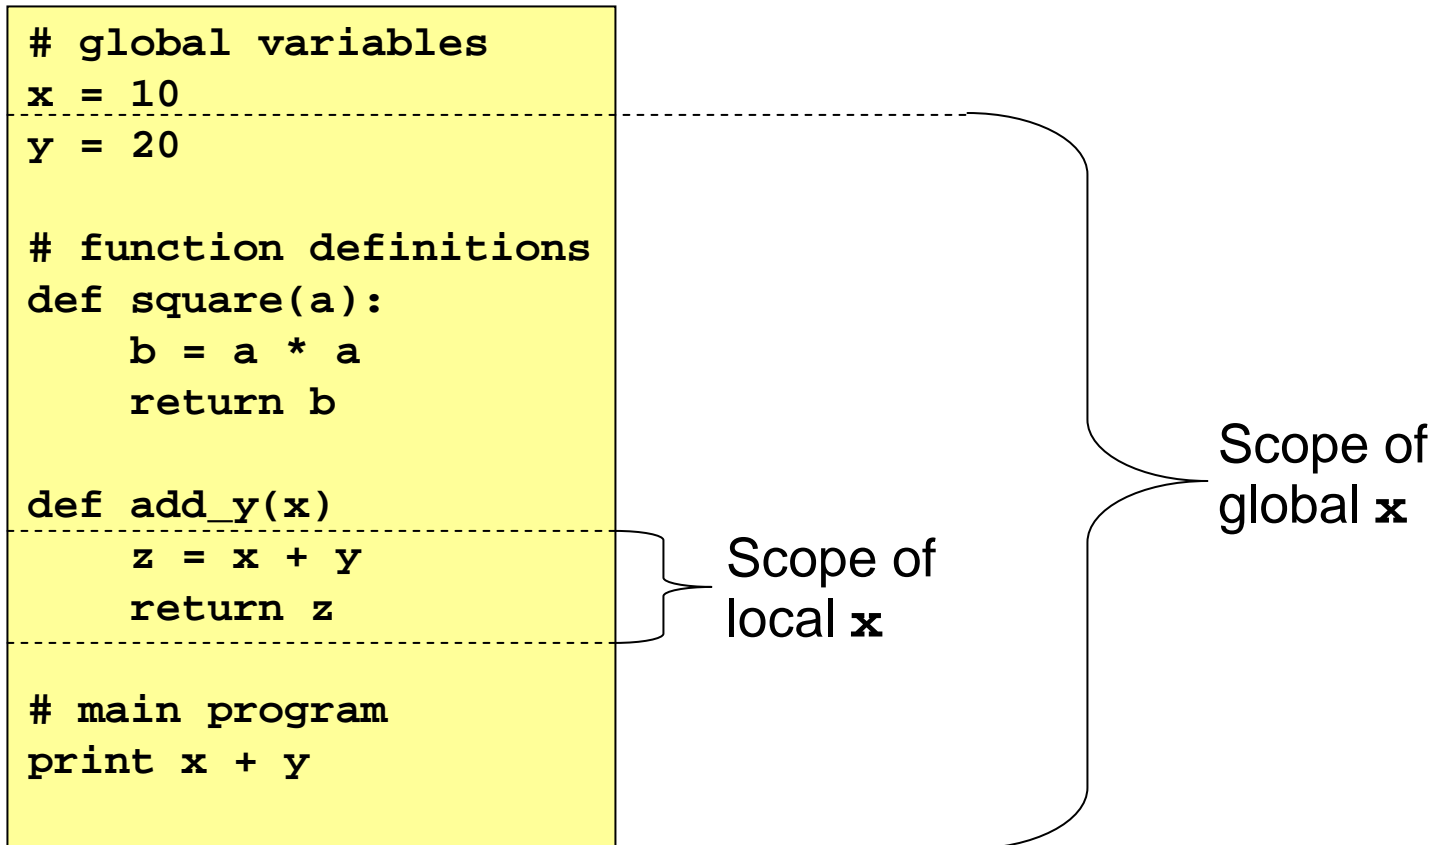 # global variables
x = 10
y = 20
# function definitions
def square(a):
    b = a * a
    return b
def add_y(x)
    z = x + y
    return z
# main program
print x + y
Scope of
local x
Scope of
global x